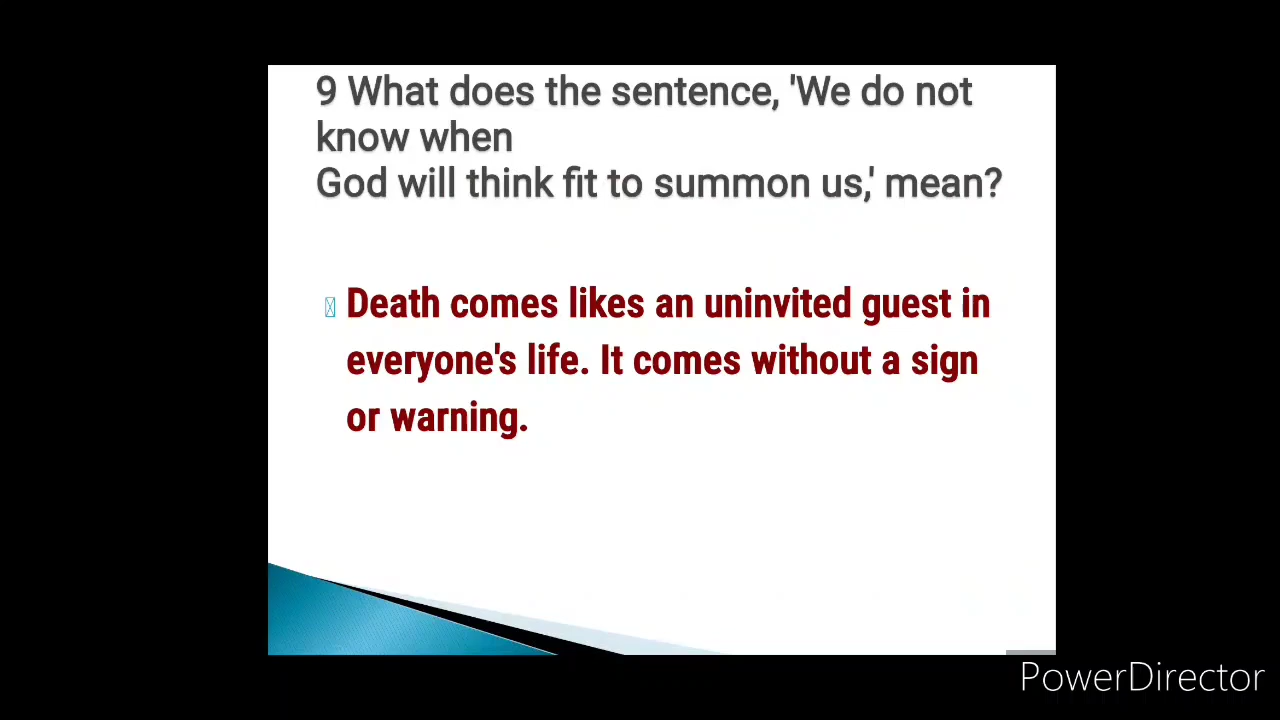 9 What does the sentence, 'We do not
know when
God will think fit to summon us,' mean?
Death comes likes an uninvited guest in
everyone's life. It comes without a sign
or warning.
PowerDirector